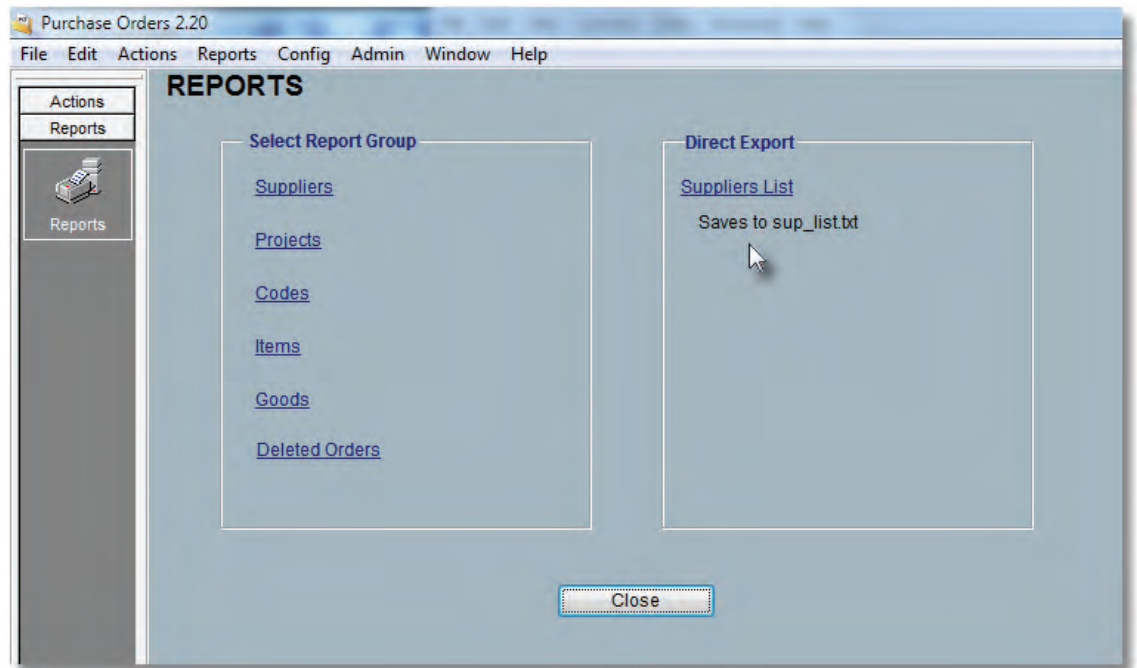 Purchase Orders 2.20
File Edit Actions Reports Config Admin Window Help
Actions
Reports
Reports
REPORTS
Select Report Group
Suppliers
Projects
Codes
Items
Goods
Deleted Orders
Direct Export
Suppliers List
Saves to sup_list.txt
Close